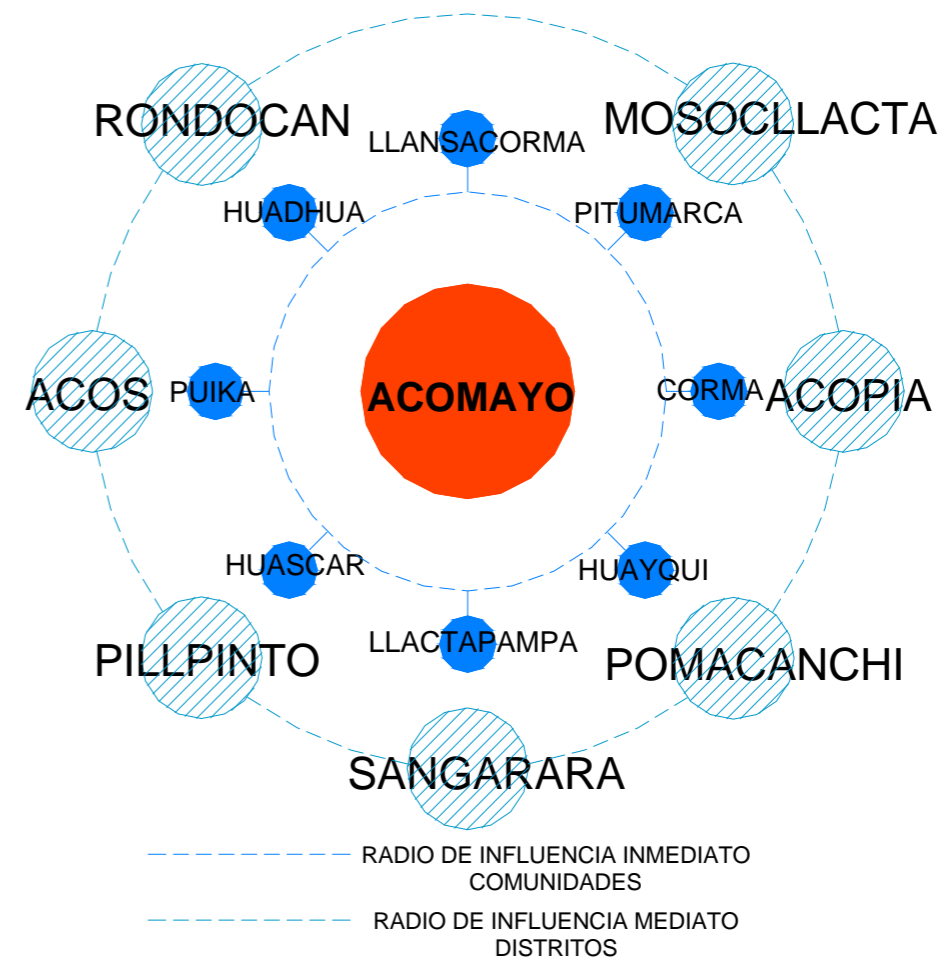 RONDOCAN
MOSOCLLACTA
LLANSACORMA
HUADHUA
PITUMARCA
ACOS
PUIKA
ACOMAYO
CORMA
ACOPIA
HUASCAR
HUAYQUI
LLACTAPAMPA
PILLPINTO
POMACANCHI
SANGARARA
RADIO DE INFLUENCIA INMEDIATO
COMUNIDADES
RADIO DE INFLUENCIA MEDIATO
DISTRITOS